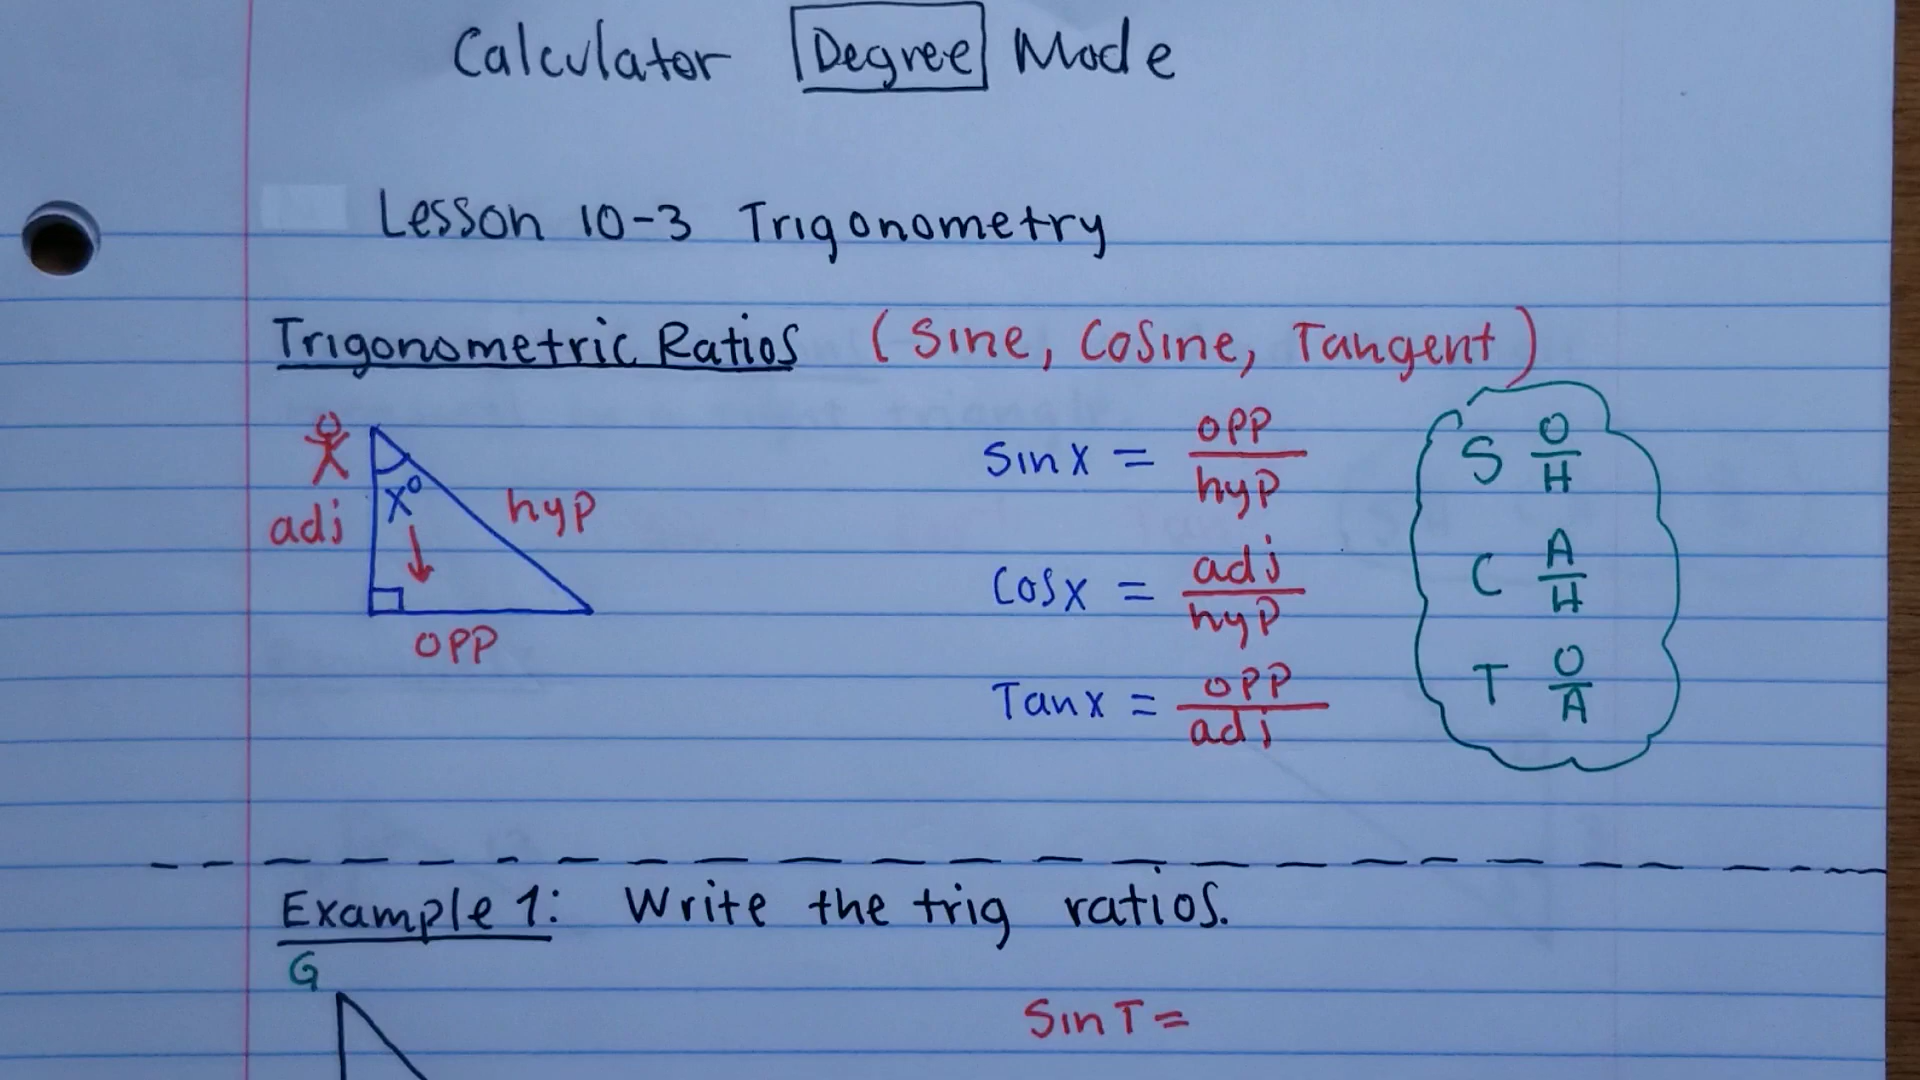 Calculator Degree Mode
Lesson 10-3 Trigonometry
Trigonometric Ratios (Sine, Cosine, Tangent)
adj
x°
hyp
opp
Sin x = opp/hyp
Cos x = adj/hyp
Tan x = opp/adj
S O/H
C A/H
T O/A
Example 1: Write the trig ratios.
G
Sin T =